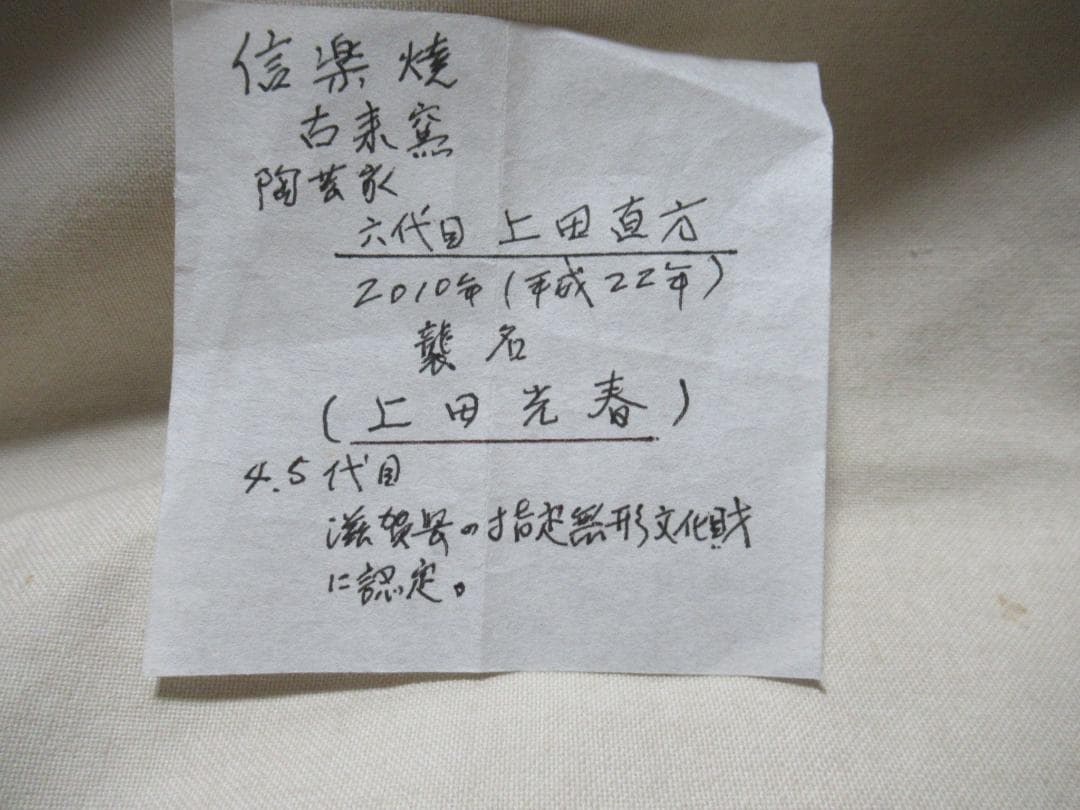 信楽焼
古来窯
陶芸家
六代目 上田直方
2010年(平成22年)
襲名
(上田光春)
4.5代目
滋賀県の指定無形文化財
に認定。